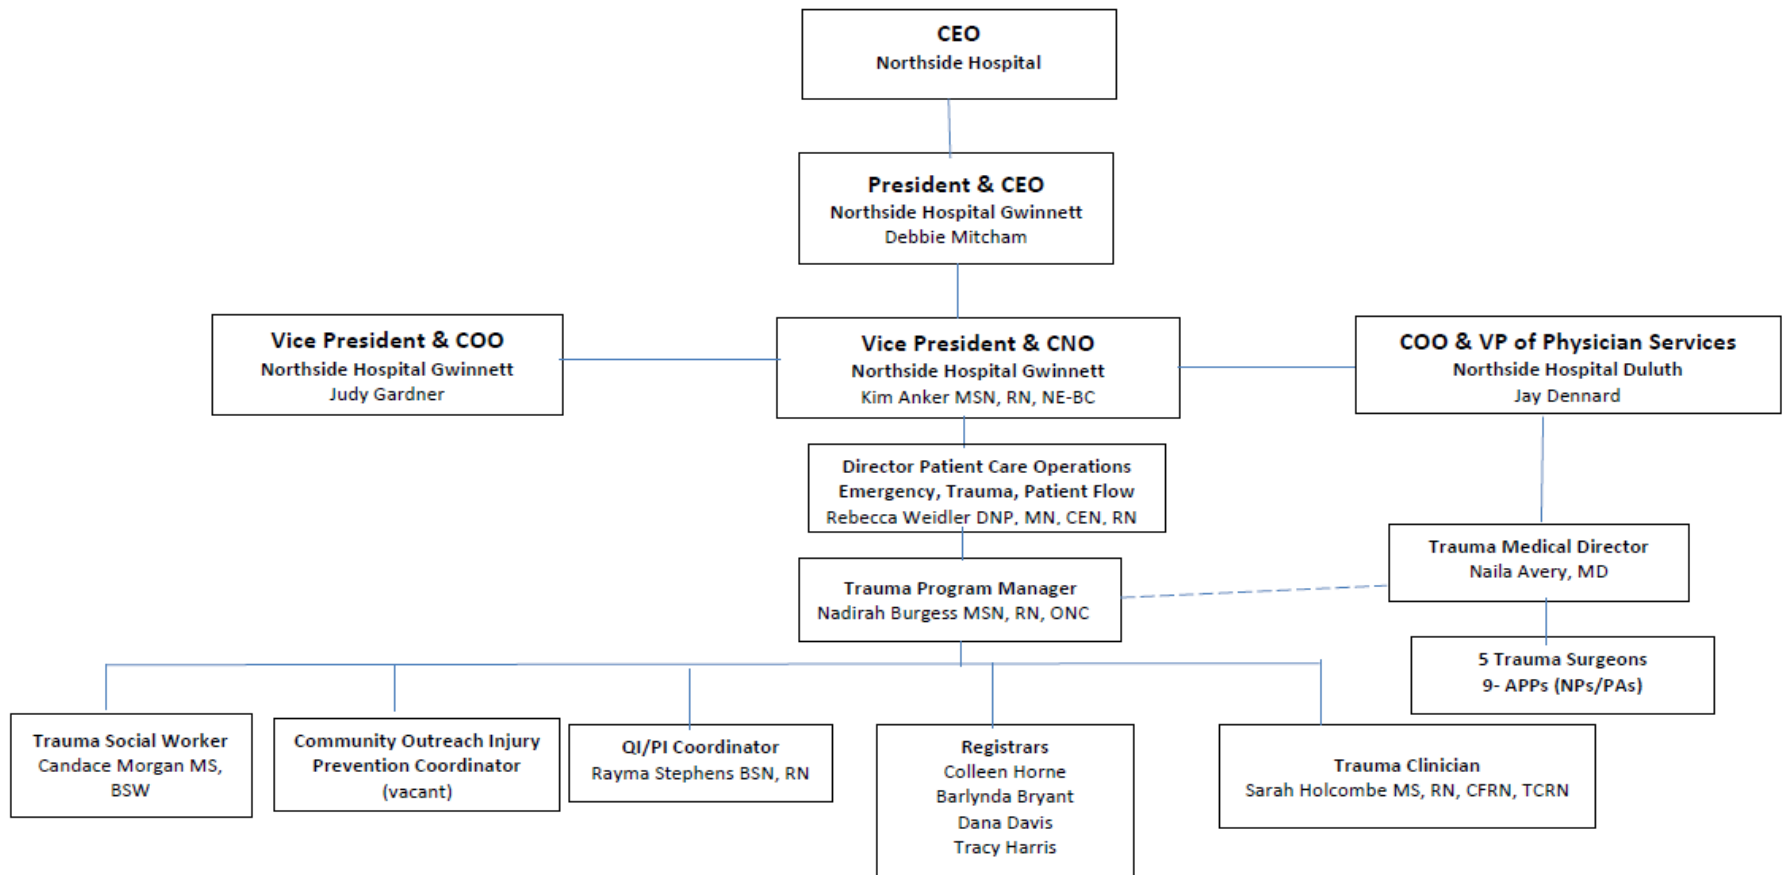 CEO
Northside Hospital
President & CEO
Northside Hospital Gwinnett
Debbie Mitcham
Vice President & COO
Northside Hospital Gwinnett
Judy Gardner
Vice President & CNO
Northside Hospital Gwinnett
Kim Anker MSN, RN, NE-BC
COO & VP of Physician Services
Northside Hospital Duluth
Jay Dennard
Director Patient Care Operations
Emergency, Trauma, Patient Flow
Rebecca Weidler DNP, MN, CEN, RN
Trauma Program Manager
Nadirah Burgess MSN, RN, ONC
Trauma Medical Director
Naila Avery, MD
5 Trauma Surgeons
9- APPs (NPs/PAs)
Trauma Social Worker
Candace Morgan MS,
BSW
Community Outreach Injury
Prevention Coordinator
(vacant)
QI/PI Coordinator
Rayma Stephens BSN, RN
Registrars
Colleen Horne
Barlynda Bryant
Dana Davis
Tracy Harris
Trauma Clinician
Sarah Holcombe MS, RN, CFRN, TCRN